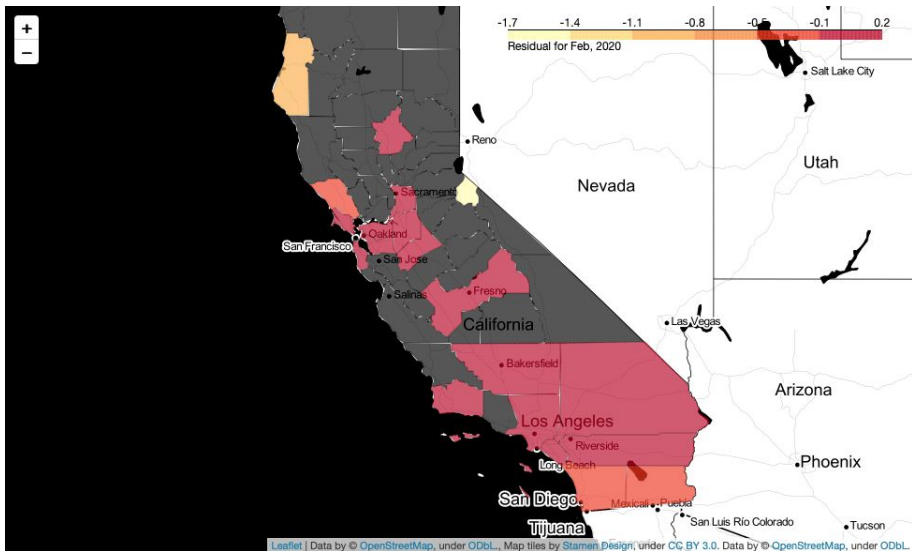 +
−
-1.7 -1.4 -1.1 -0.8 -0.5 -0.1 0.2
Residual for Feb, 2020
Salt Lake City
Reno
Utah
Nevada
Sacramento
Oakland
San Francisco
San Jose
Salinas
Fresno
California
Las Vegas
Bakersfield
Arizona
Los Angeles
Riverside
Long Beach
Phoenix
San Diego
Mexicali
Puebla
Tijuana
San Luis Río Colorado
Tucson
Leaflet | Data by © OpenStreetMap, under ODbL., Map tiles by Stamen Design, under CC BY 3.0. Data by © OpenStreetMap, under ODbL.